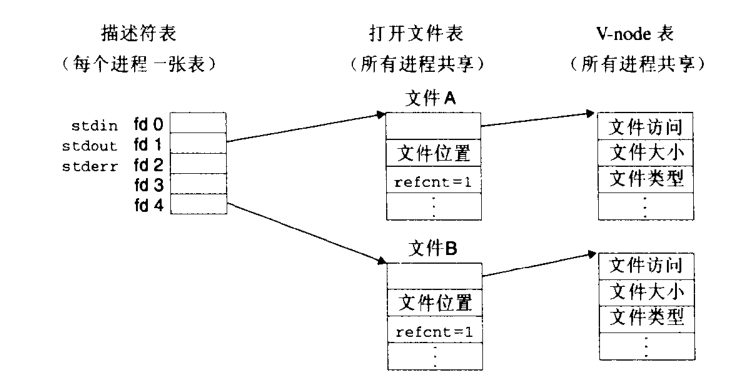 描述符表
（每个进程一张表）
打开文件表
（所有进程共享）
V-node 表
（所有进程共享）
stdin fd 0
stdout fd 1
stderr fd 2
fd 3
fd 4
文件A
文件位置
refcnt=1
文件访问
文件大小
文件类型
文件B
文件位置
refcnt=1
文件访问
文件大小
文件类型